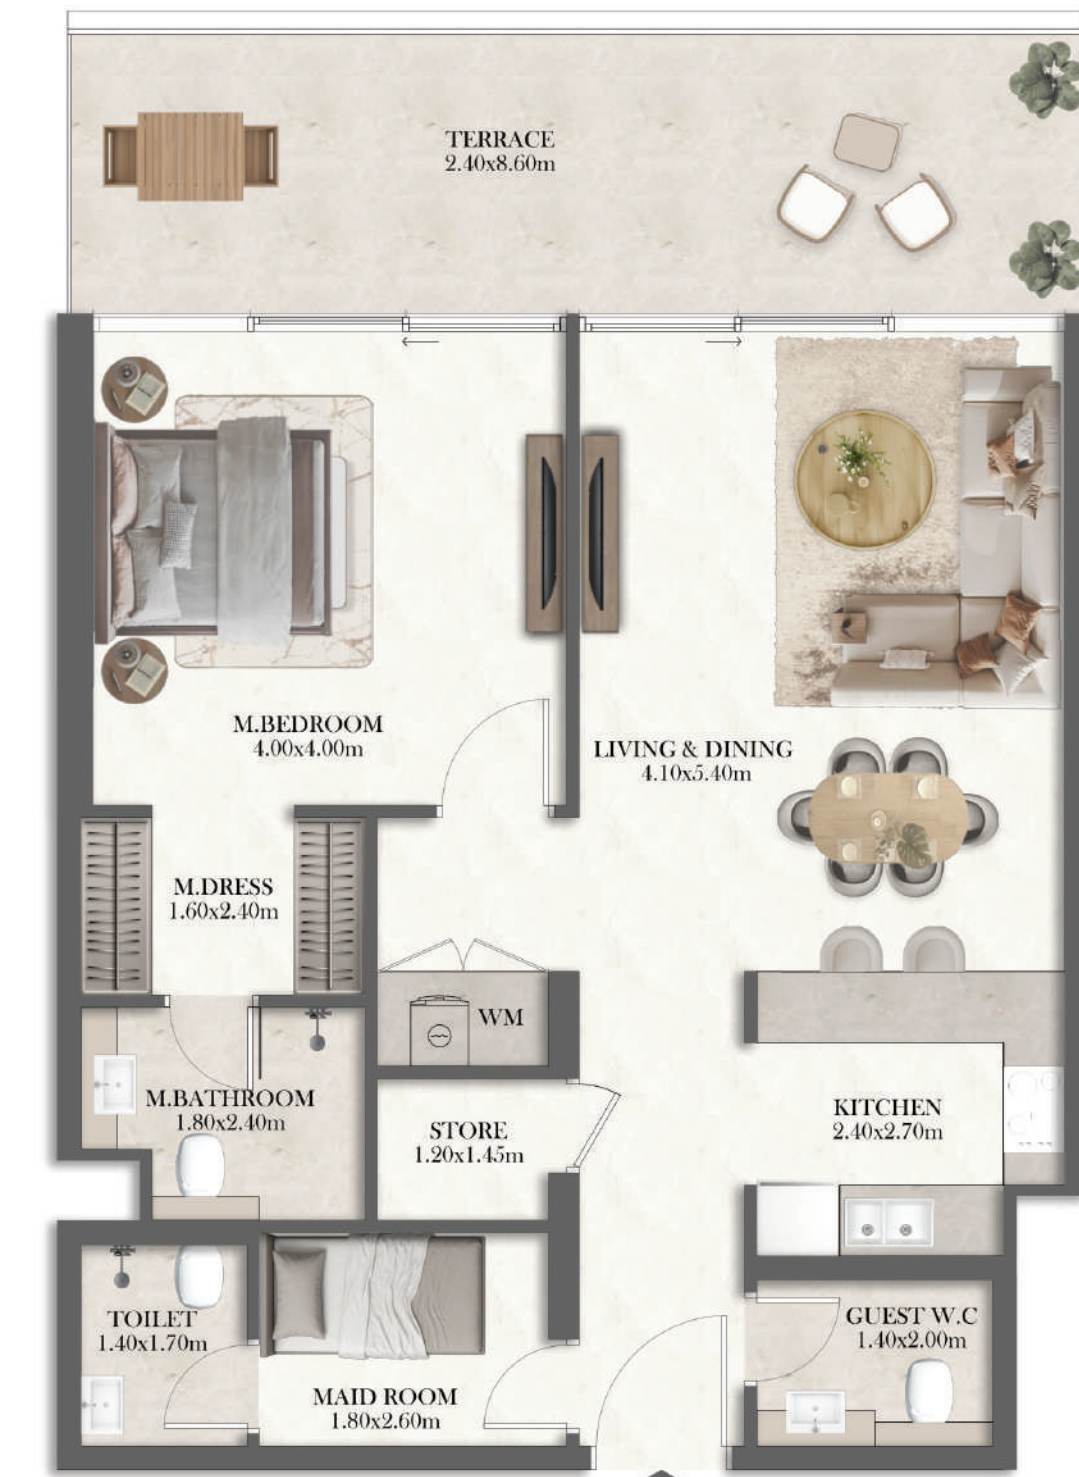 TERRACE
2.40x8.60m
M.BEDROOM
4.00x4.00m
LIVING & DINING
4.10x5.40m
M.DRESS
1.60x2.40m
WM
M.BATHROOM
1.80x2.40m
STORE
1.20x1.45m
KITCHEN
2.40x2.70m
TOILET
1.40x1.70m
GUEST W.C
1.40x2.00m
MAID ROOM
1.80x2.60m